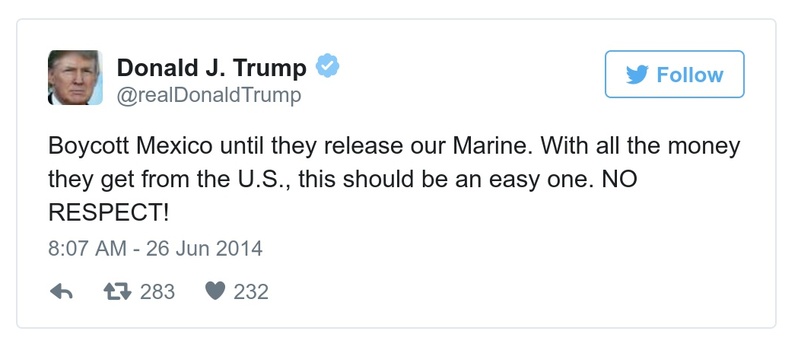 Donald J. Trump
@realDonaldTrump
Follow
Boycott Mexico until they release our Marine. With all the money
they get from the U.S., this should be an easy one. NO
RESPECT!
8:07 AM - 26 Jun 2014
283 232